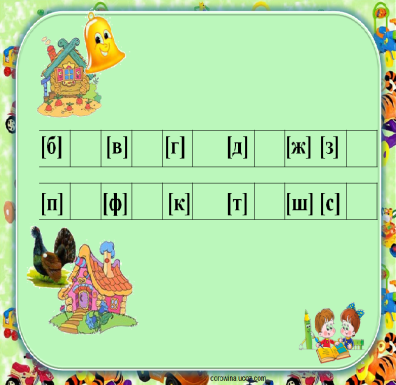 [б] [в] [г] [д] [ж] [з]
[п] [ф] [к] [т] [ш] [с]
corowina.ucoz.com